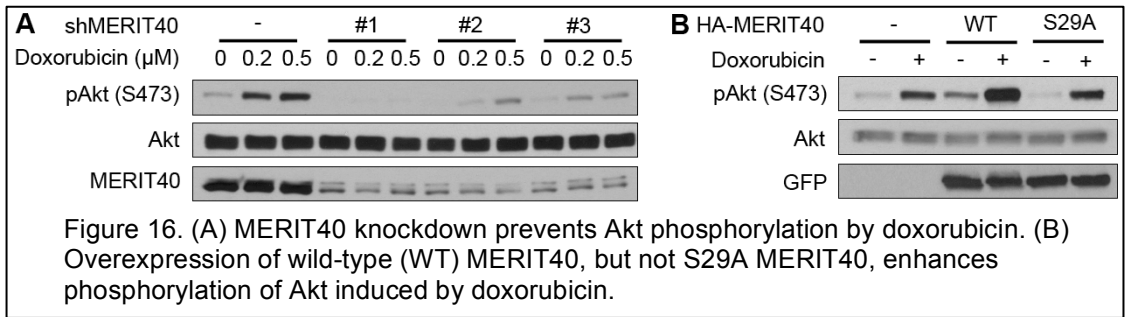 A shMERIT40 - #1 #2 #3
Doxorubicin (µM) 0 0.2 0.5 0 0.2 0.5 0 0.2 0.5 0 0.2 0.5
pAkt (S473)
Akt
MERIT40
B HA-MERIT40 - WT S29A
Doxorubicin - + - + - +
pAkt (S473)
Akt
GFP
Figure 16. (A) MERIT40 knockdown prevents Akt phosphorylation by doxorubicin. (B)
Overexpression of wild-type (WT) MERIT40, but not S29A MERIT40, enhances
phosphorylation of Akt induced by doxorubicin.